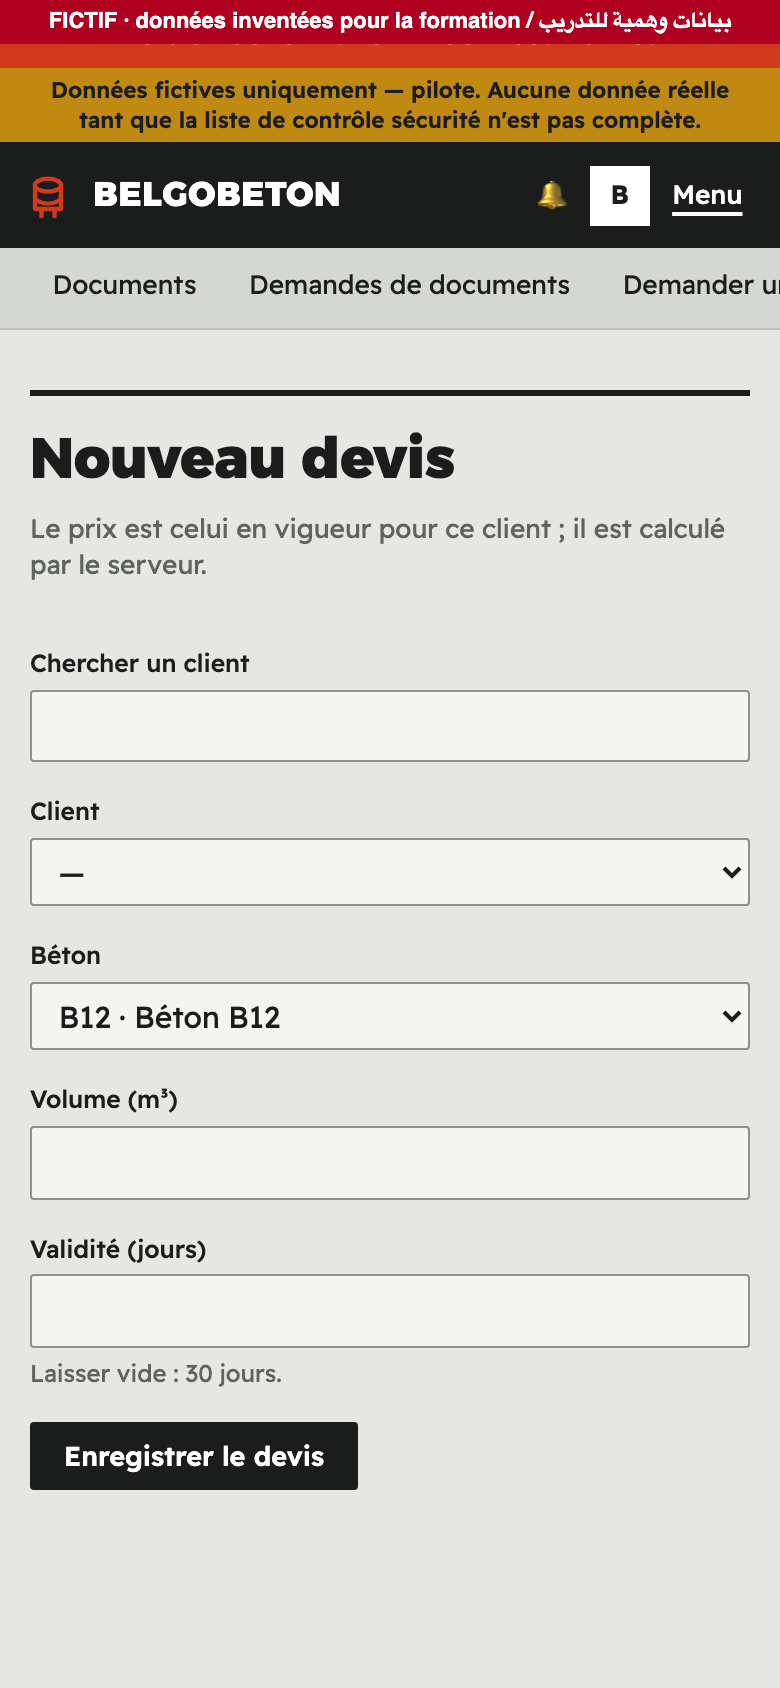 FICTIF · données inventées pour la formation / بيانات وهمية للتدريب
Données fictives uniquement — pilote. Aucune donnée réelle
tant que la liste de contrôle sécurité n'est pas complète.
BELGOBETON
B
Menu
Documents
Demandes de documents
Demander
Nouveau devis
Le prix est celui en vigueur pour ce client ; il est calculé
par le serveur.
Chercher un client
Client
—
Béton
B12 · Béton B12
Volume (m³)
Validité (jours)
Laisser vide : 30 jours.
Enregistrer le devis